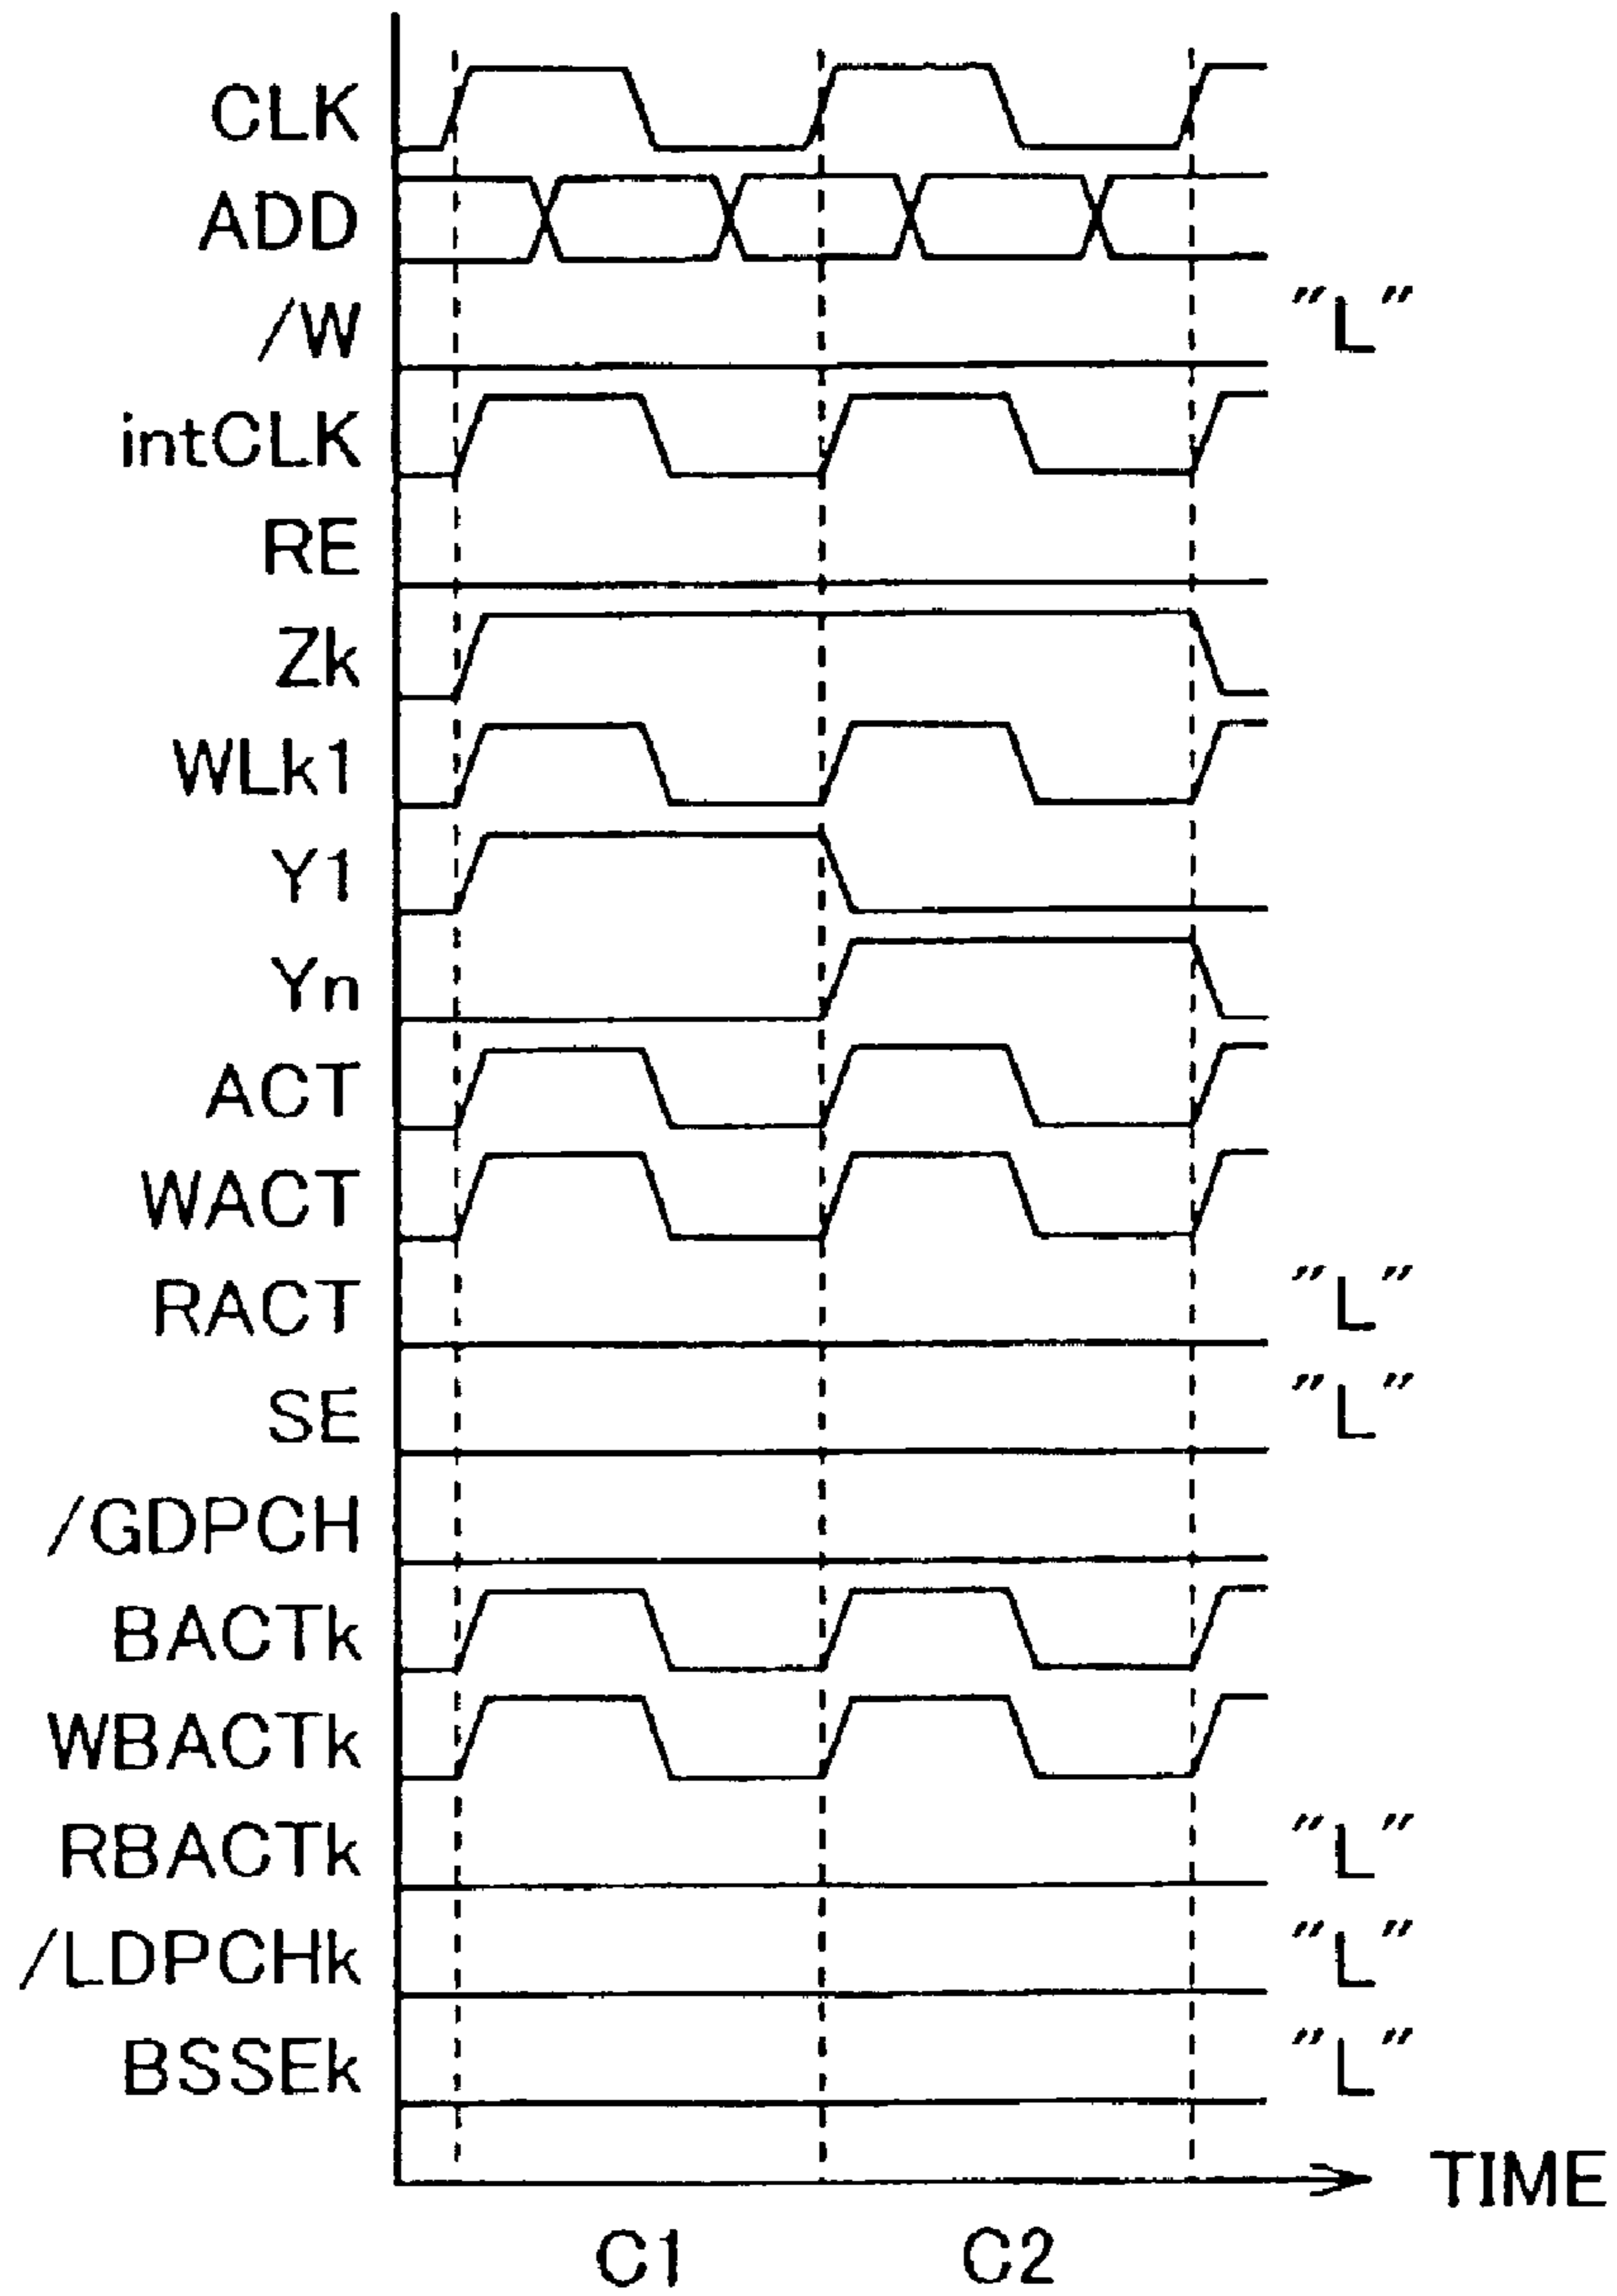 CLK
ADD
/W "L"
intCLK
RE
Zk
WLk1
Y1
Yn
ACT
WACT
RACT "L"
SE "L"
/GDPCH
BACTk
WBACTk
RBACTk "L"
/LDPCHk "L"
BSSEk "L"
TIME
C1 C2